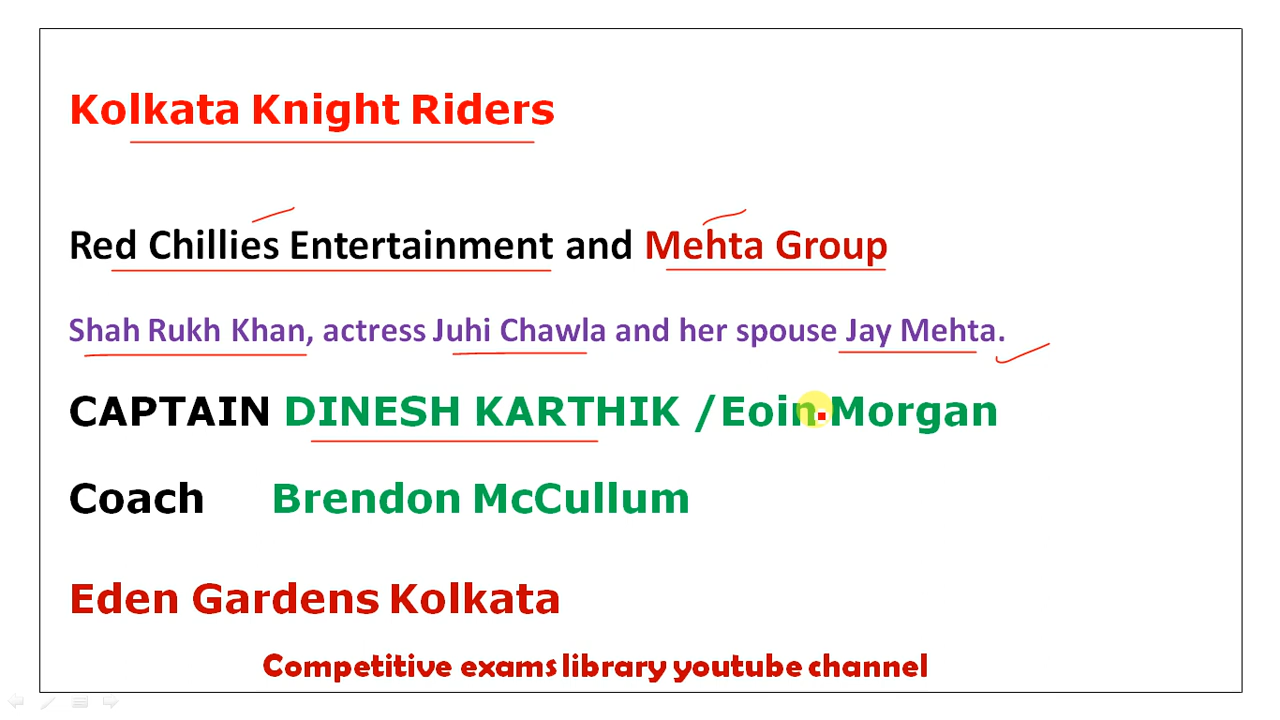 Kolkata Knight Riders
Red Chillies Entertainment and Mehta Group
Shah Rukh Khan, actress Juhi Chawla and her spouse Jay Mehta.
CAPTAIN DINESH KARTHIK /Eoin Morgan
Coach Brendon McCullum
Eden Gardens Kolkata
Competitive exams library youtube channel